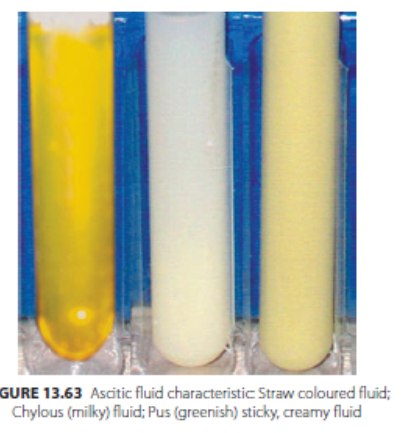 GURE 13.63 Ascitic fluid characteristic: Straw coloured fluid;
Chylous (milky) fluid; Pus (greenish) sticky, creamy fluid